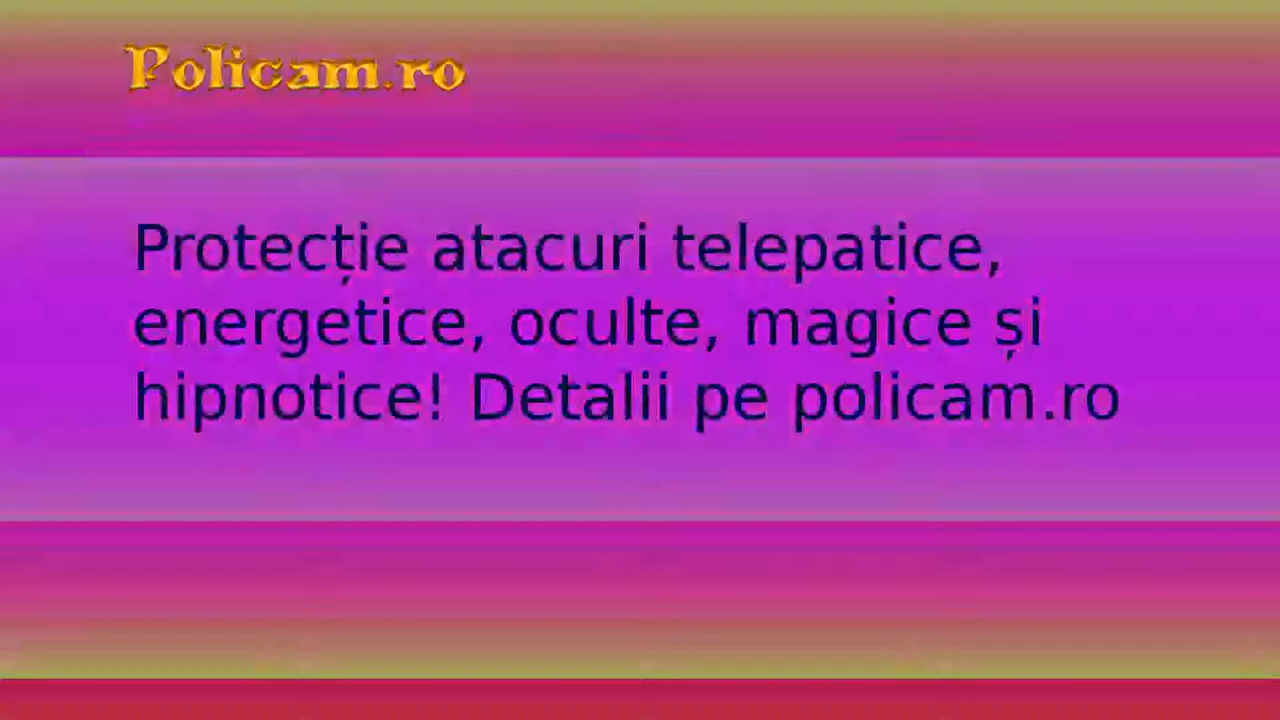 Policam.ro
Protecție atacuri telepatice,
energetice, oculte, magice și
hipnotice! Detalii pe policam.ro